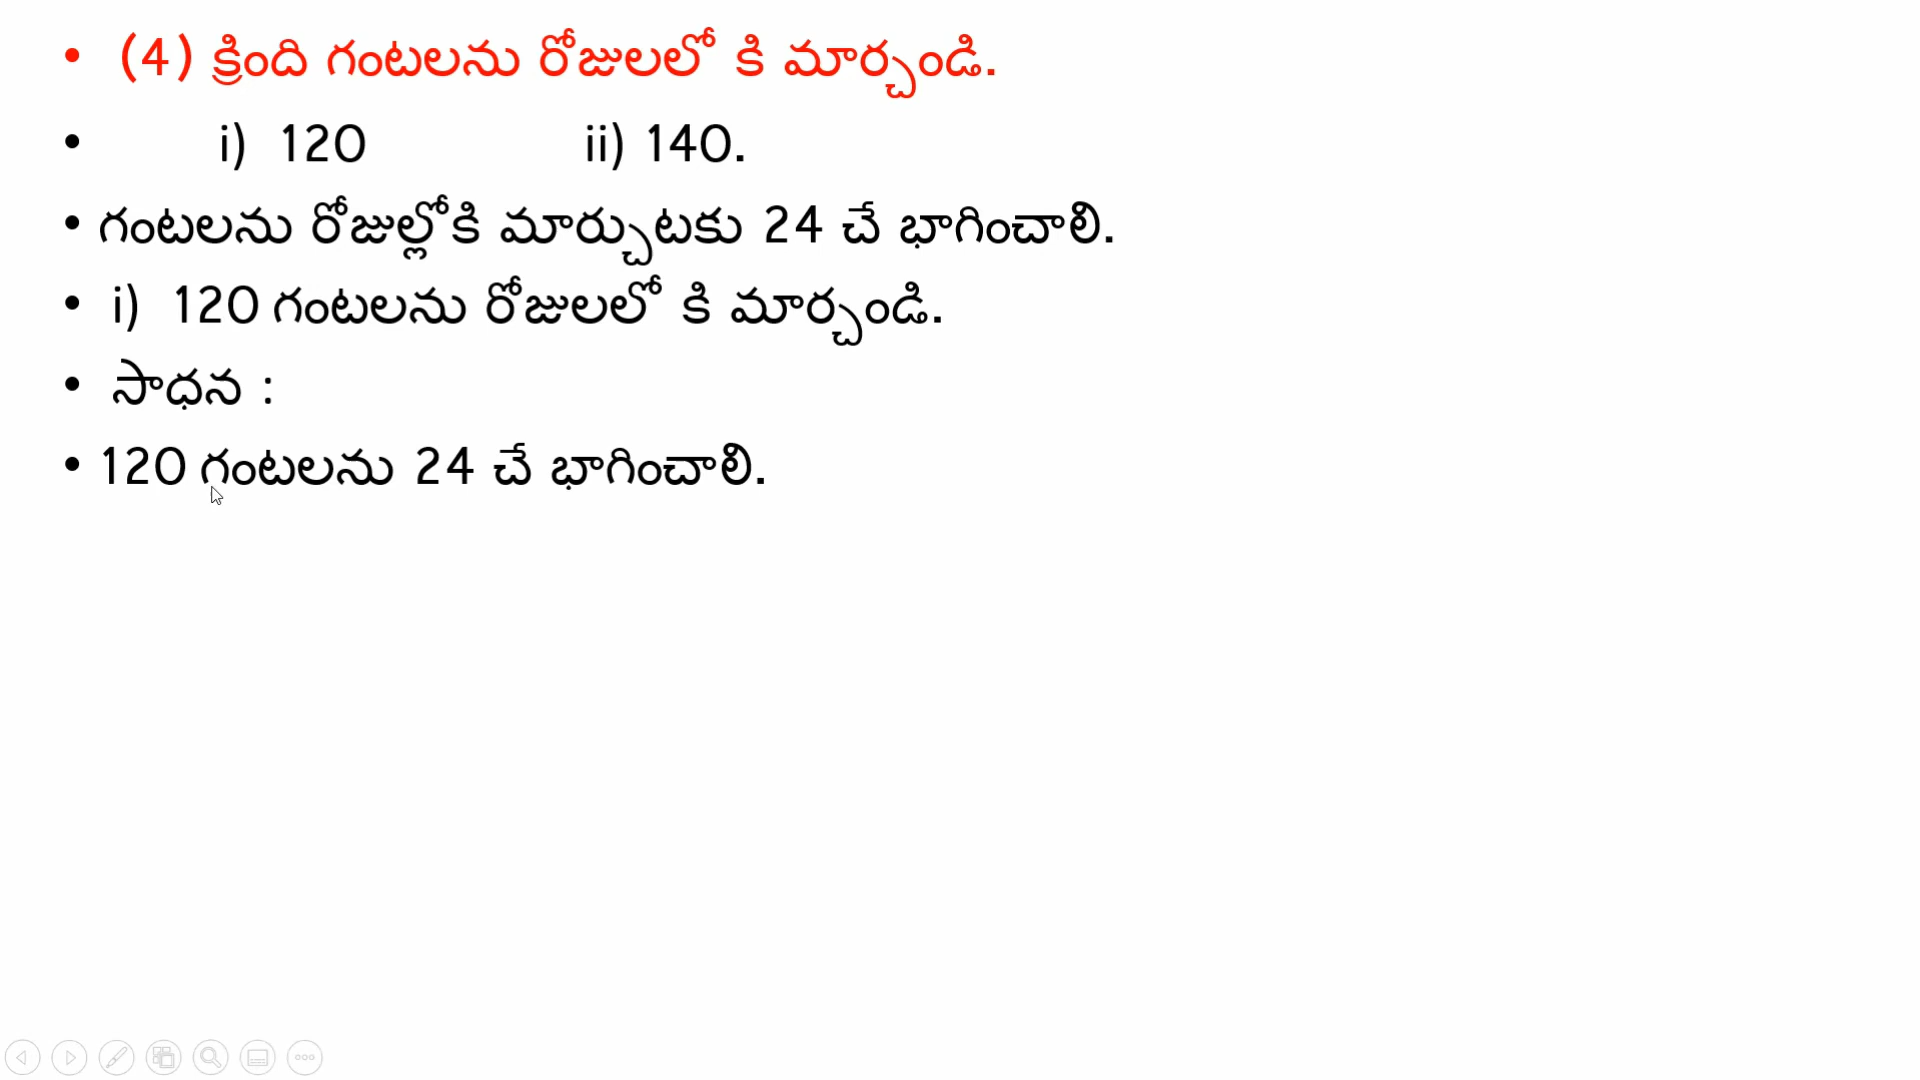 • (4) క్రింది గంటలను రోజులలో కి మార్చండి.
• i) 120 ii) 140.
• గంటలను రోజుల్లోకి మార్చుటకు 24 చే భాగించాలి.
• i) 120 గంటలను రోజులలో కి మార్చండి.
• సాధన :
• 120 గంటలను 24 చే భాగించాలి.